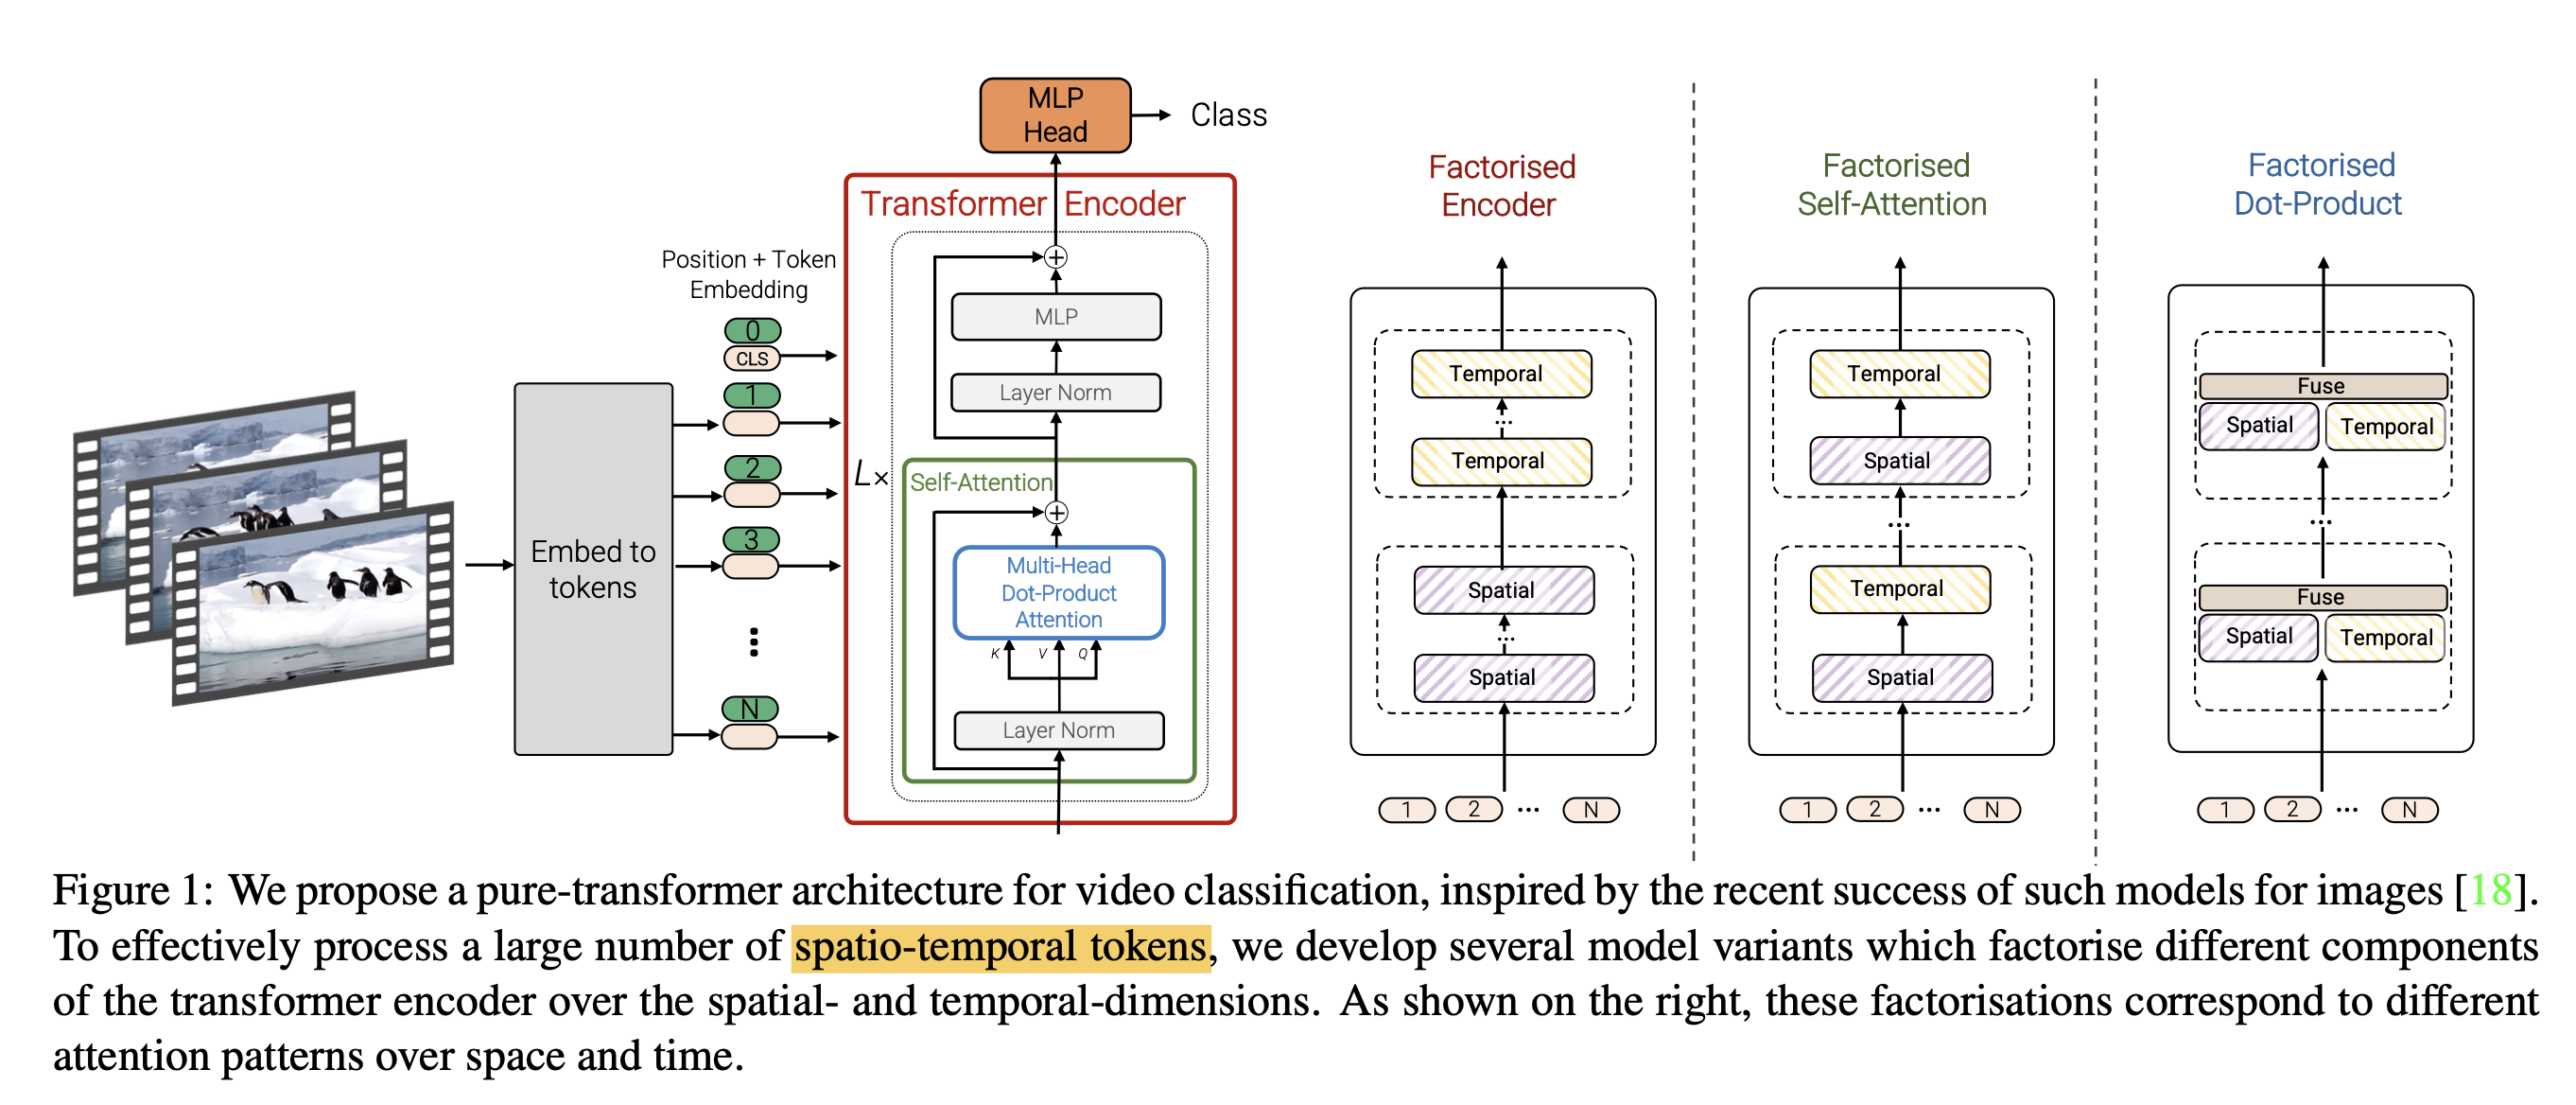 MLP
Head
Class
Transformer Encoder
Position + Token
Embedding
0
CLS
1
2
3
N
Embed to
tokens
L×
MLP
Layer Norm
Self-Attention
Multi-Head
Dot-Product
Attention
K V Q
Layer Norm
Factorised
Encoder
Temporal
...
Temporal
Spatial
...
Spatial
1 2 ... N
Factorised
Self-Attention
Temporal
Spatial
...
Temporal
Spatial
1 2 ... N
Factorised
Dot-Product
Fuse
Spatial Temporal
...
Fuse
Spatial Temporal
1 2 ... N
Figure 1: We propose a pure-transformer architecture for video classification, inspired by the recent success of such models for images [18].
To effectively process a large number of spatio-temporal tokens, we develop several model variants which factorise different components
of the transformer encoder over the spatial- and temporal-dimensions. As shown on the right, these factorisations correspond to different
attention patterns over space and time.